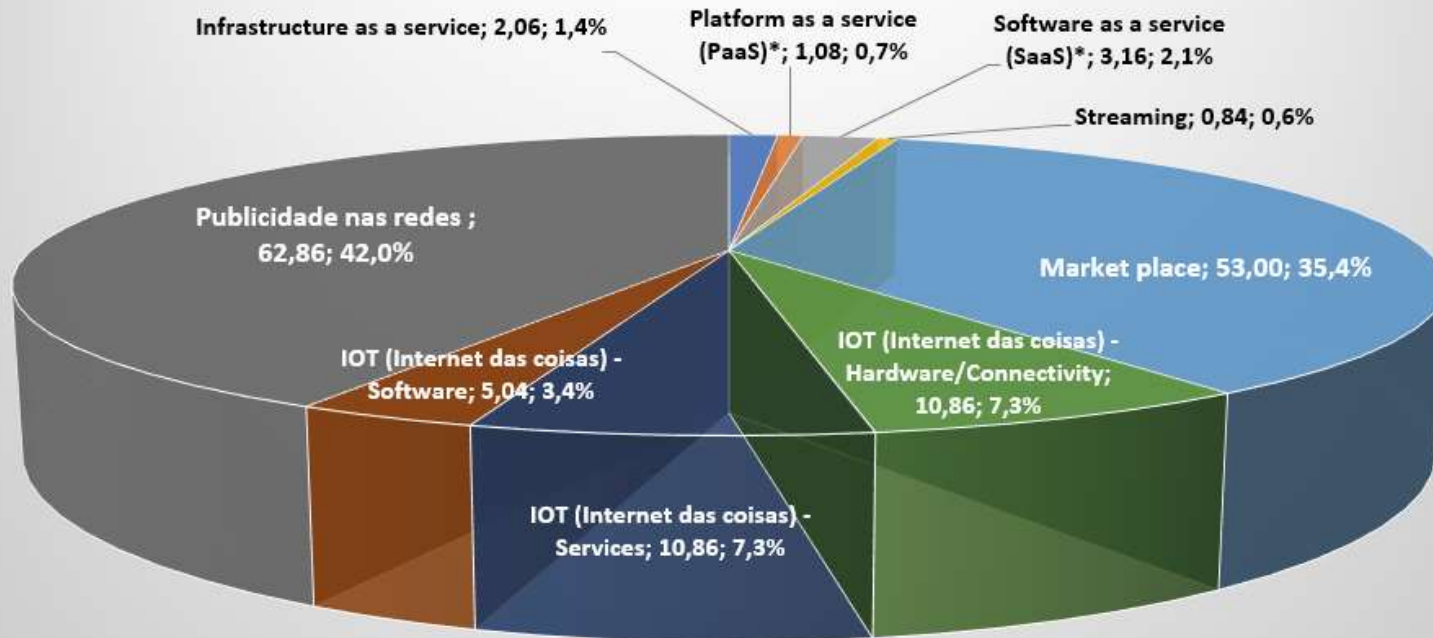 Infrastructure as a service; 2,06; 1,4%
Platform as a service
(PaaS)*; 1,08; 0,7%
Software as a service
(SaaS)*; 3,16; 2,1%
Streaming; 0,84; 0,6%
Publicidade nas redes ;
62,86; 42,0%
Market place; 53,00; 35,4%
IOT (Internet das coisas) -
Software; 5,04; 3,4%
IOT (Internet das coisas) -
Hardware/Connectivity;
10,86; 7,3%
IOT (Internet das coisas) -
Services; 10,86; 7,3%